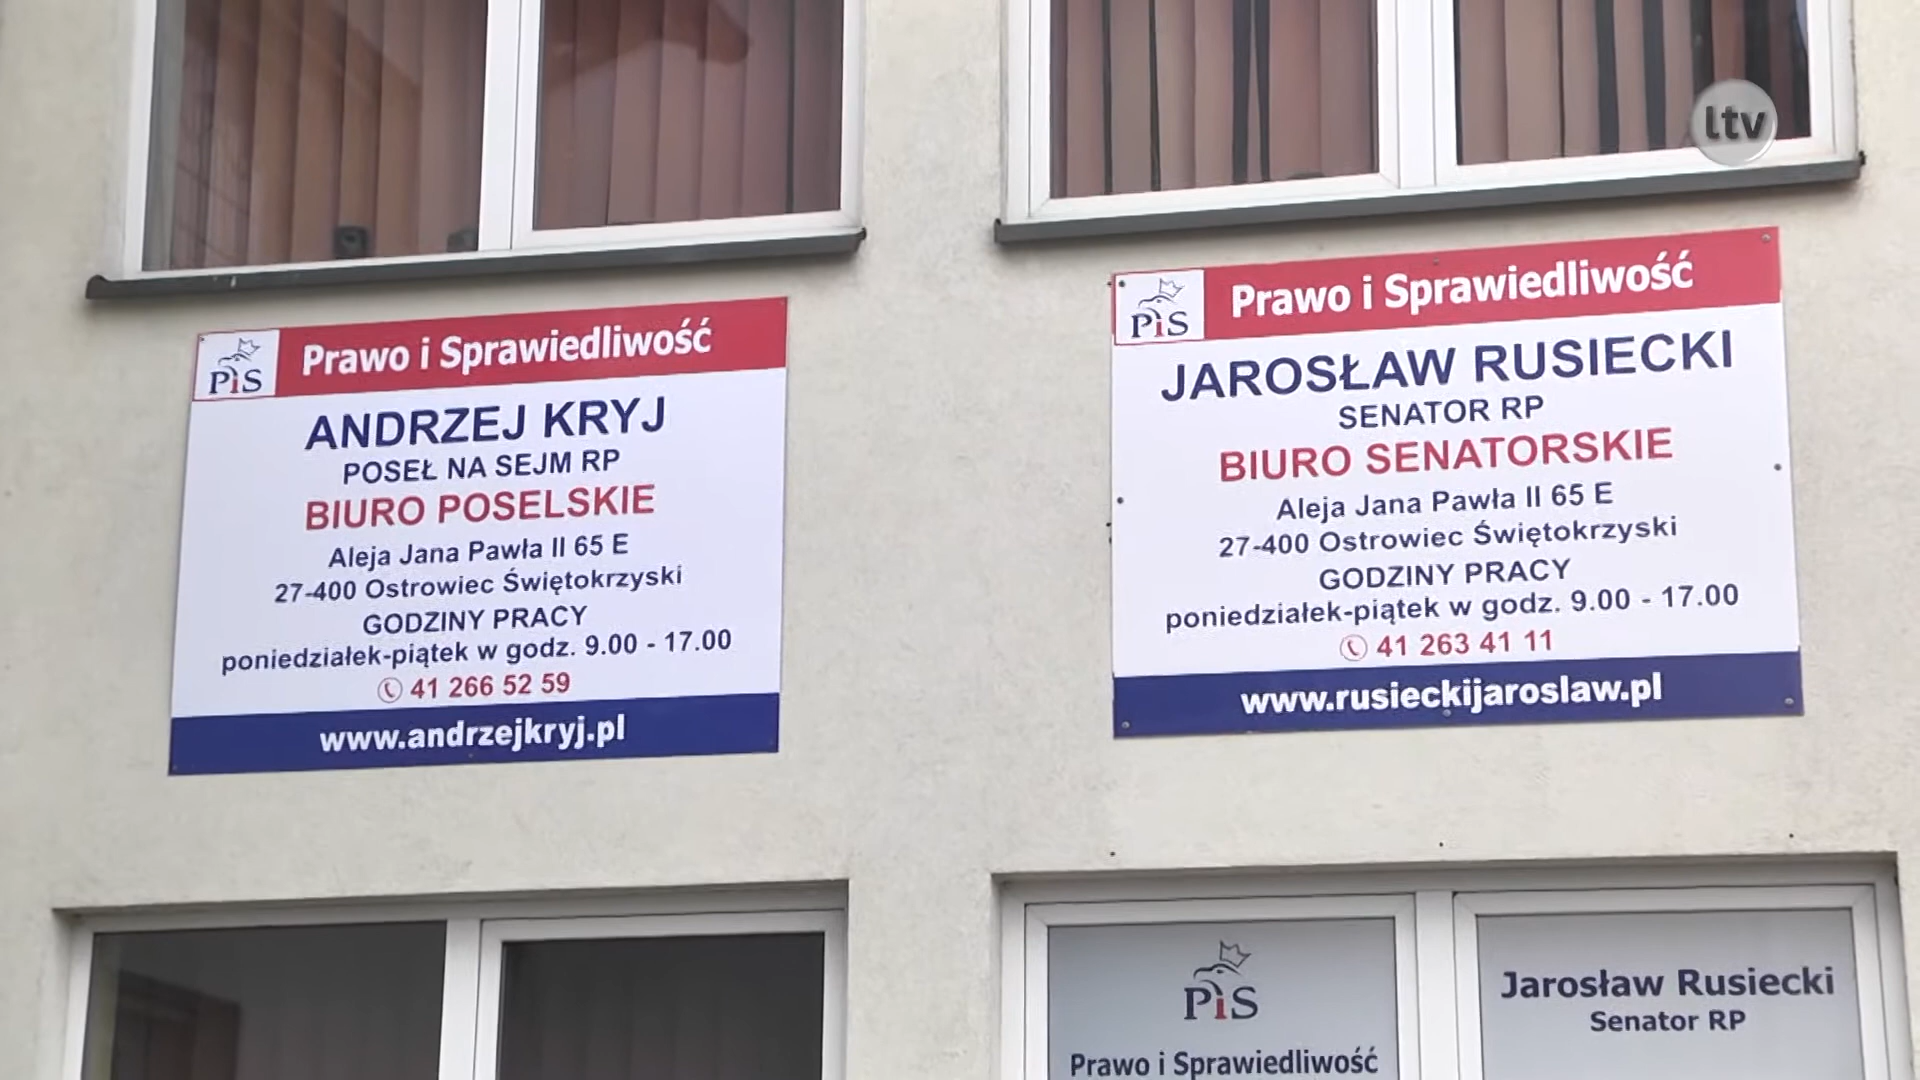 ltv
PiS
Prawo i Sprawiedliwość
ANDRZEJ KRYJ
POSEŁ NA SEJM RP
BIURO POSELSKIE
Aleja Jana Pawła II 65 E
27-400 Ostrowiec Świętokrzyski
GODZINY PRACY
poniedziałek-piątek w godz. 9.00 - 17.00
41 266 52 59
www.andrzejkryj.pl
PiS
Prawo i Sprawiedliwość
JAROSŁAW RUSIECKI
SENATOR RP
BIURO SENATORSKIE
Aleja Jana Pawła II 65 E
27-400 Ostrowiec Świętokrzyski
GODZINY PRACY
poniedziałek-piątek w godz. 9.00 - 17.00
41 263 41 11
www.rusieckijaroslaw.pl
PiS
Prawo i Sprawiedliwość
Jarosław Rusiecki
Senator RP